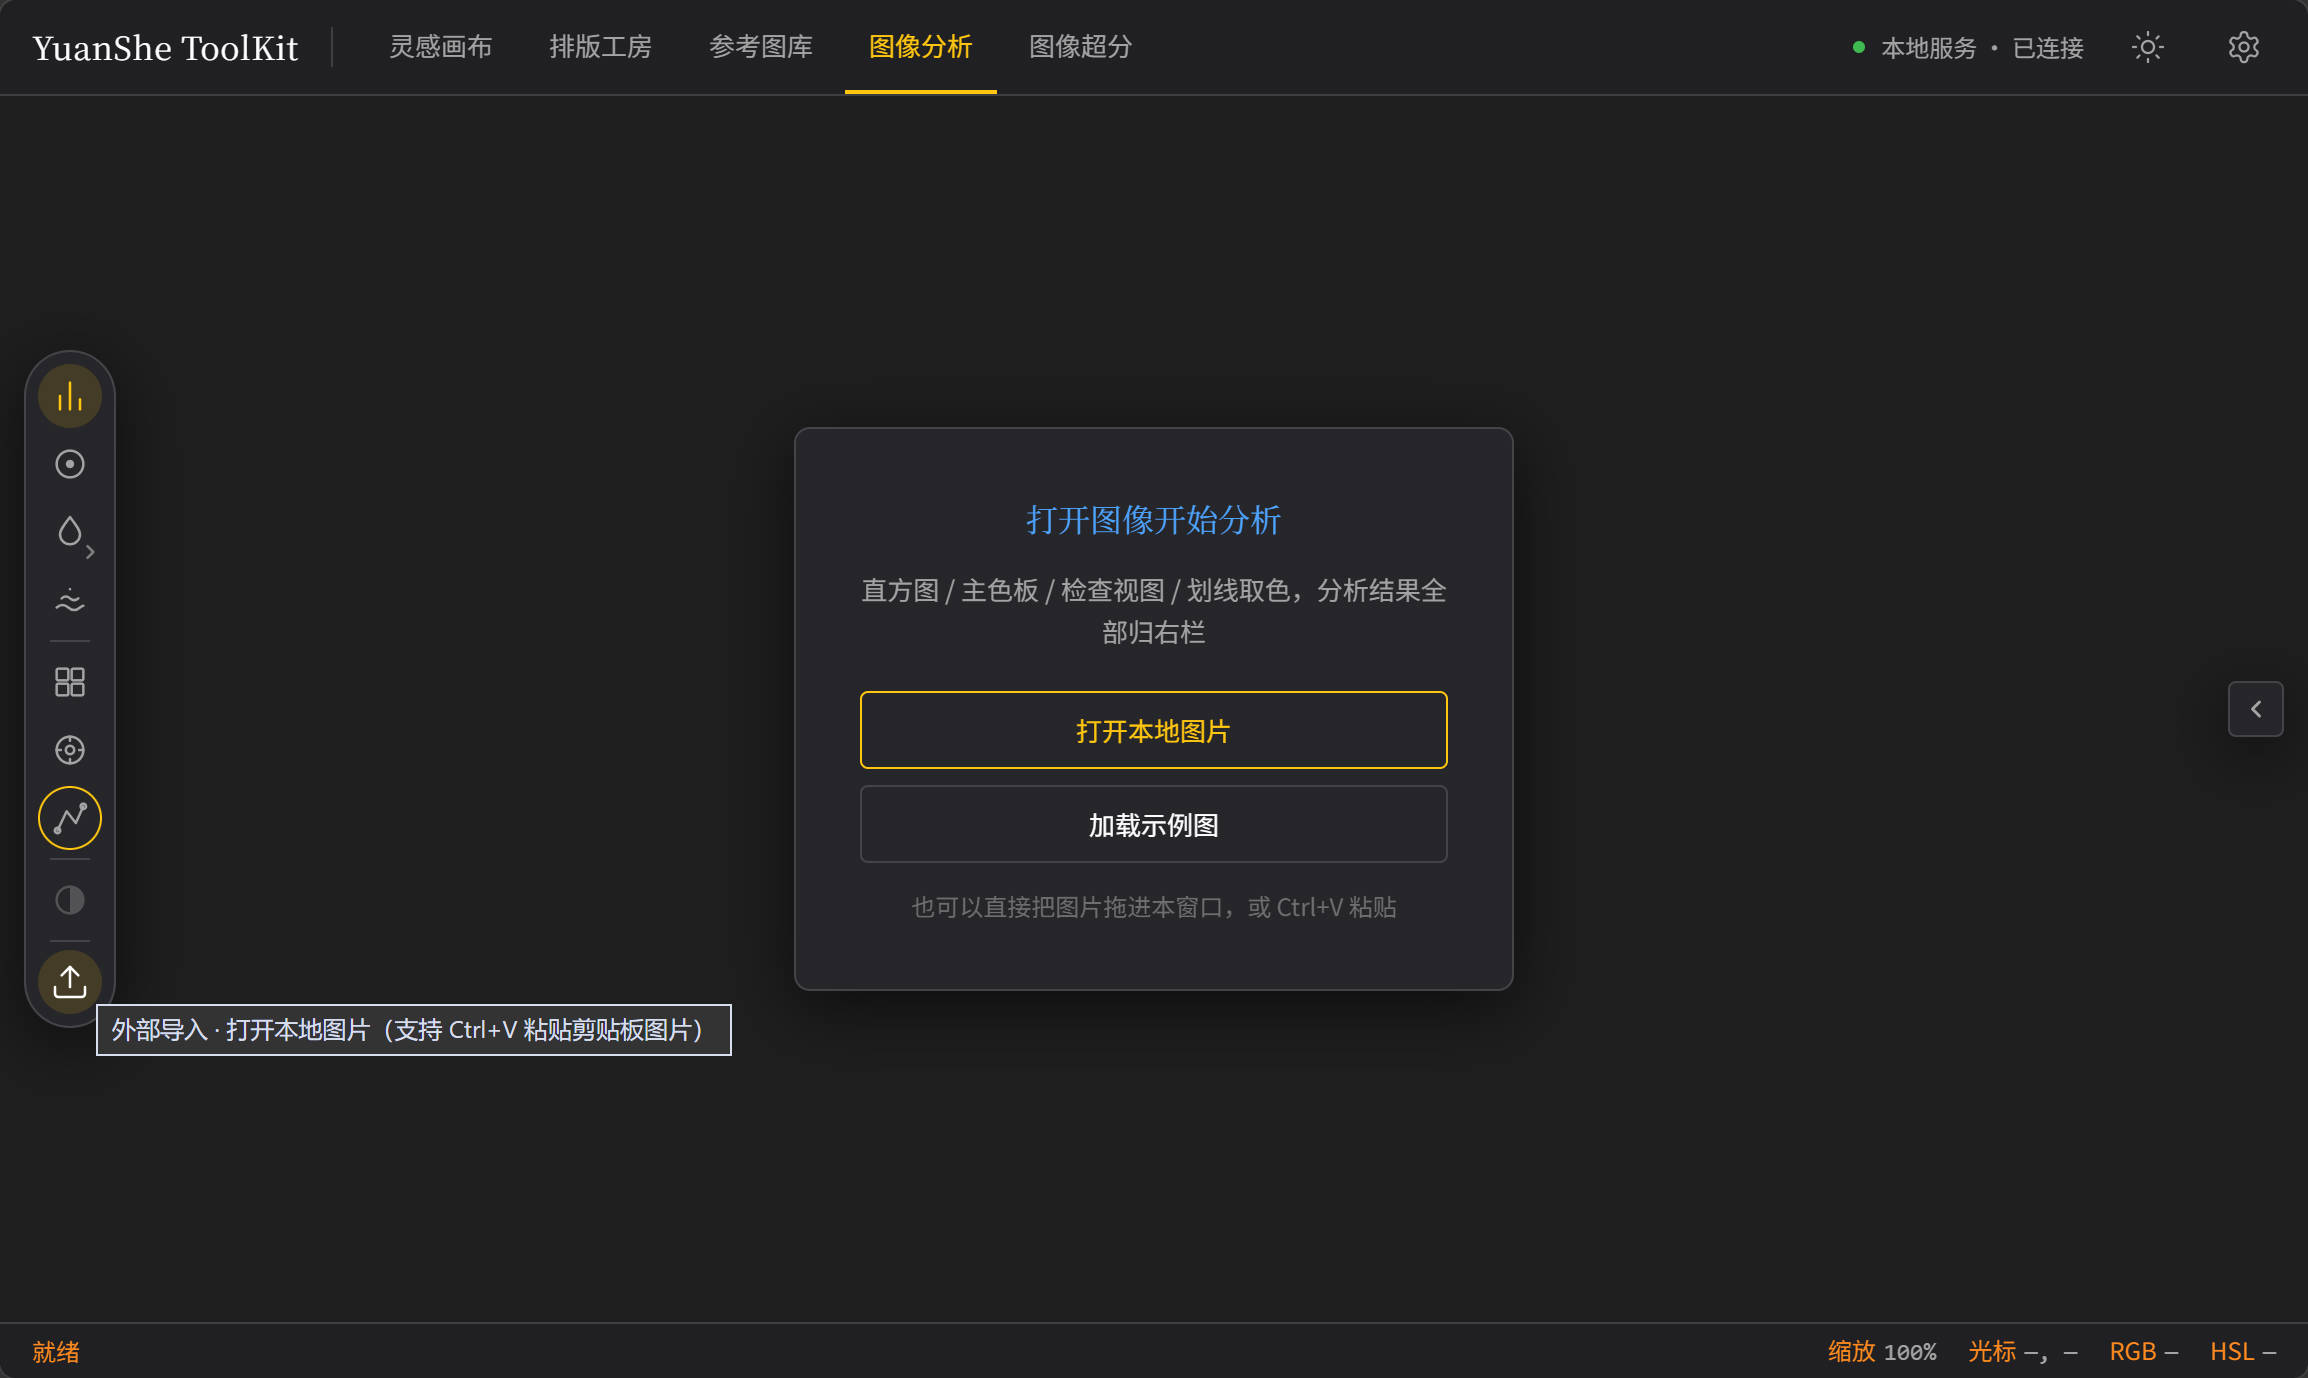 YuanShe ToolKit
灵感画布
排版工房
参考图库
图像分析
图像超分
本地服务 • 已连接
打开图像开始分析
直方图 / 主色板 / 检查视图 / 划线取色，分析结果全
部归右栏
打开本地图片
加载示例图
也可以直接把图片拖进本窗口，或 Ctrl+V 粘贴
外部导入 · 打开本地图片（支持 Ctrl+V 粘贴剪贴板图片）
就绪
缩放 100%
光标 —, —
RGB —
HSL —